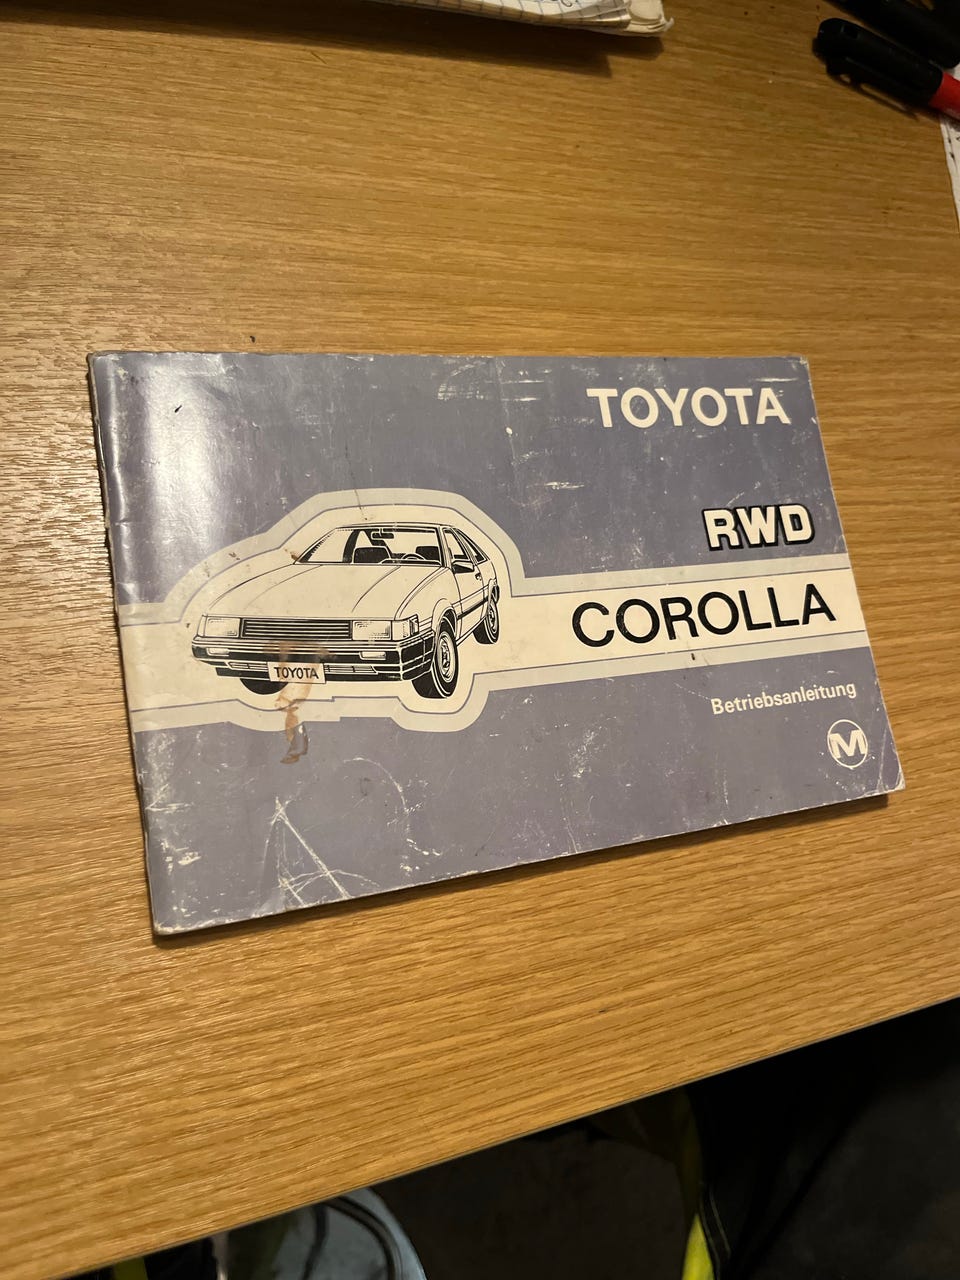 TOYOTA
RWD
COROLLA
TOYOTA
Betriebsanleitung
M